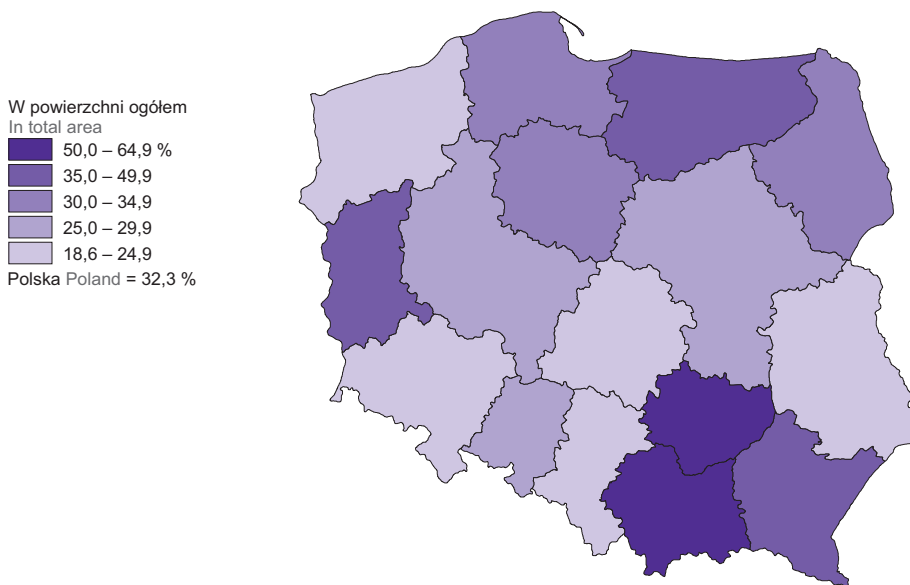 W powierzchni ogółem
In total area
50,0 – 64,9 %
35,0 – 49,9
30,0 – 34,9
25,0 – 29,9
18,6 – 24,9
Polska Poland = 32,3 %